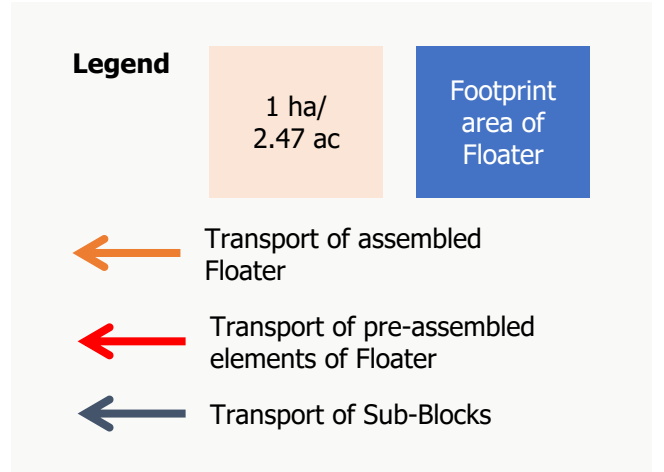 Legend
1 ha/
2.47 ac
Footprint
area of
Floater
Transport of assembled
Floater
Transport of pre-assembled
elements of Floater
Transport of Sub-Blocks